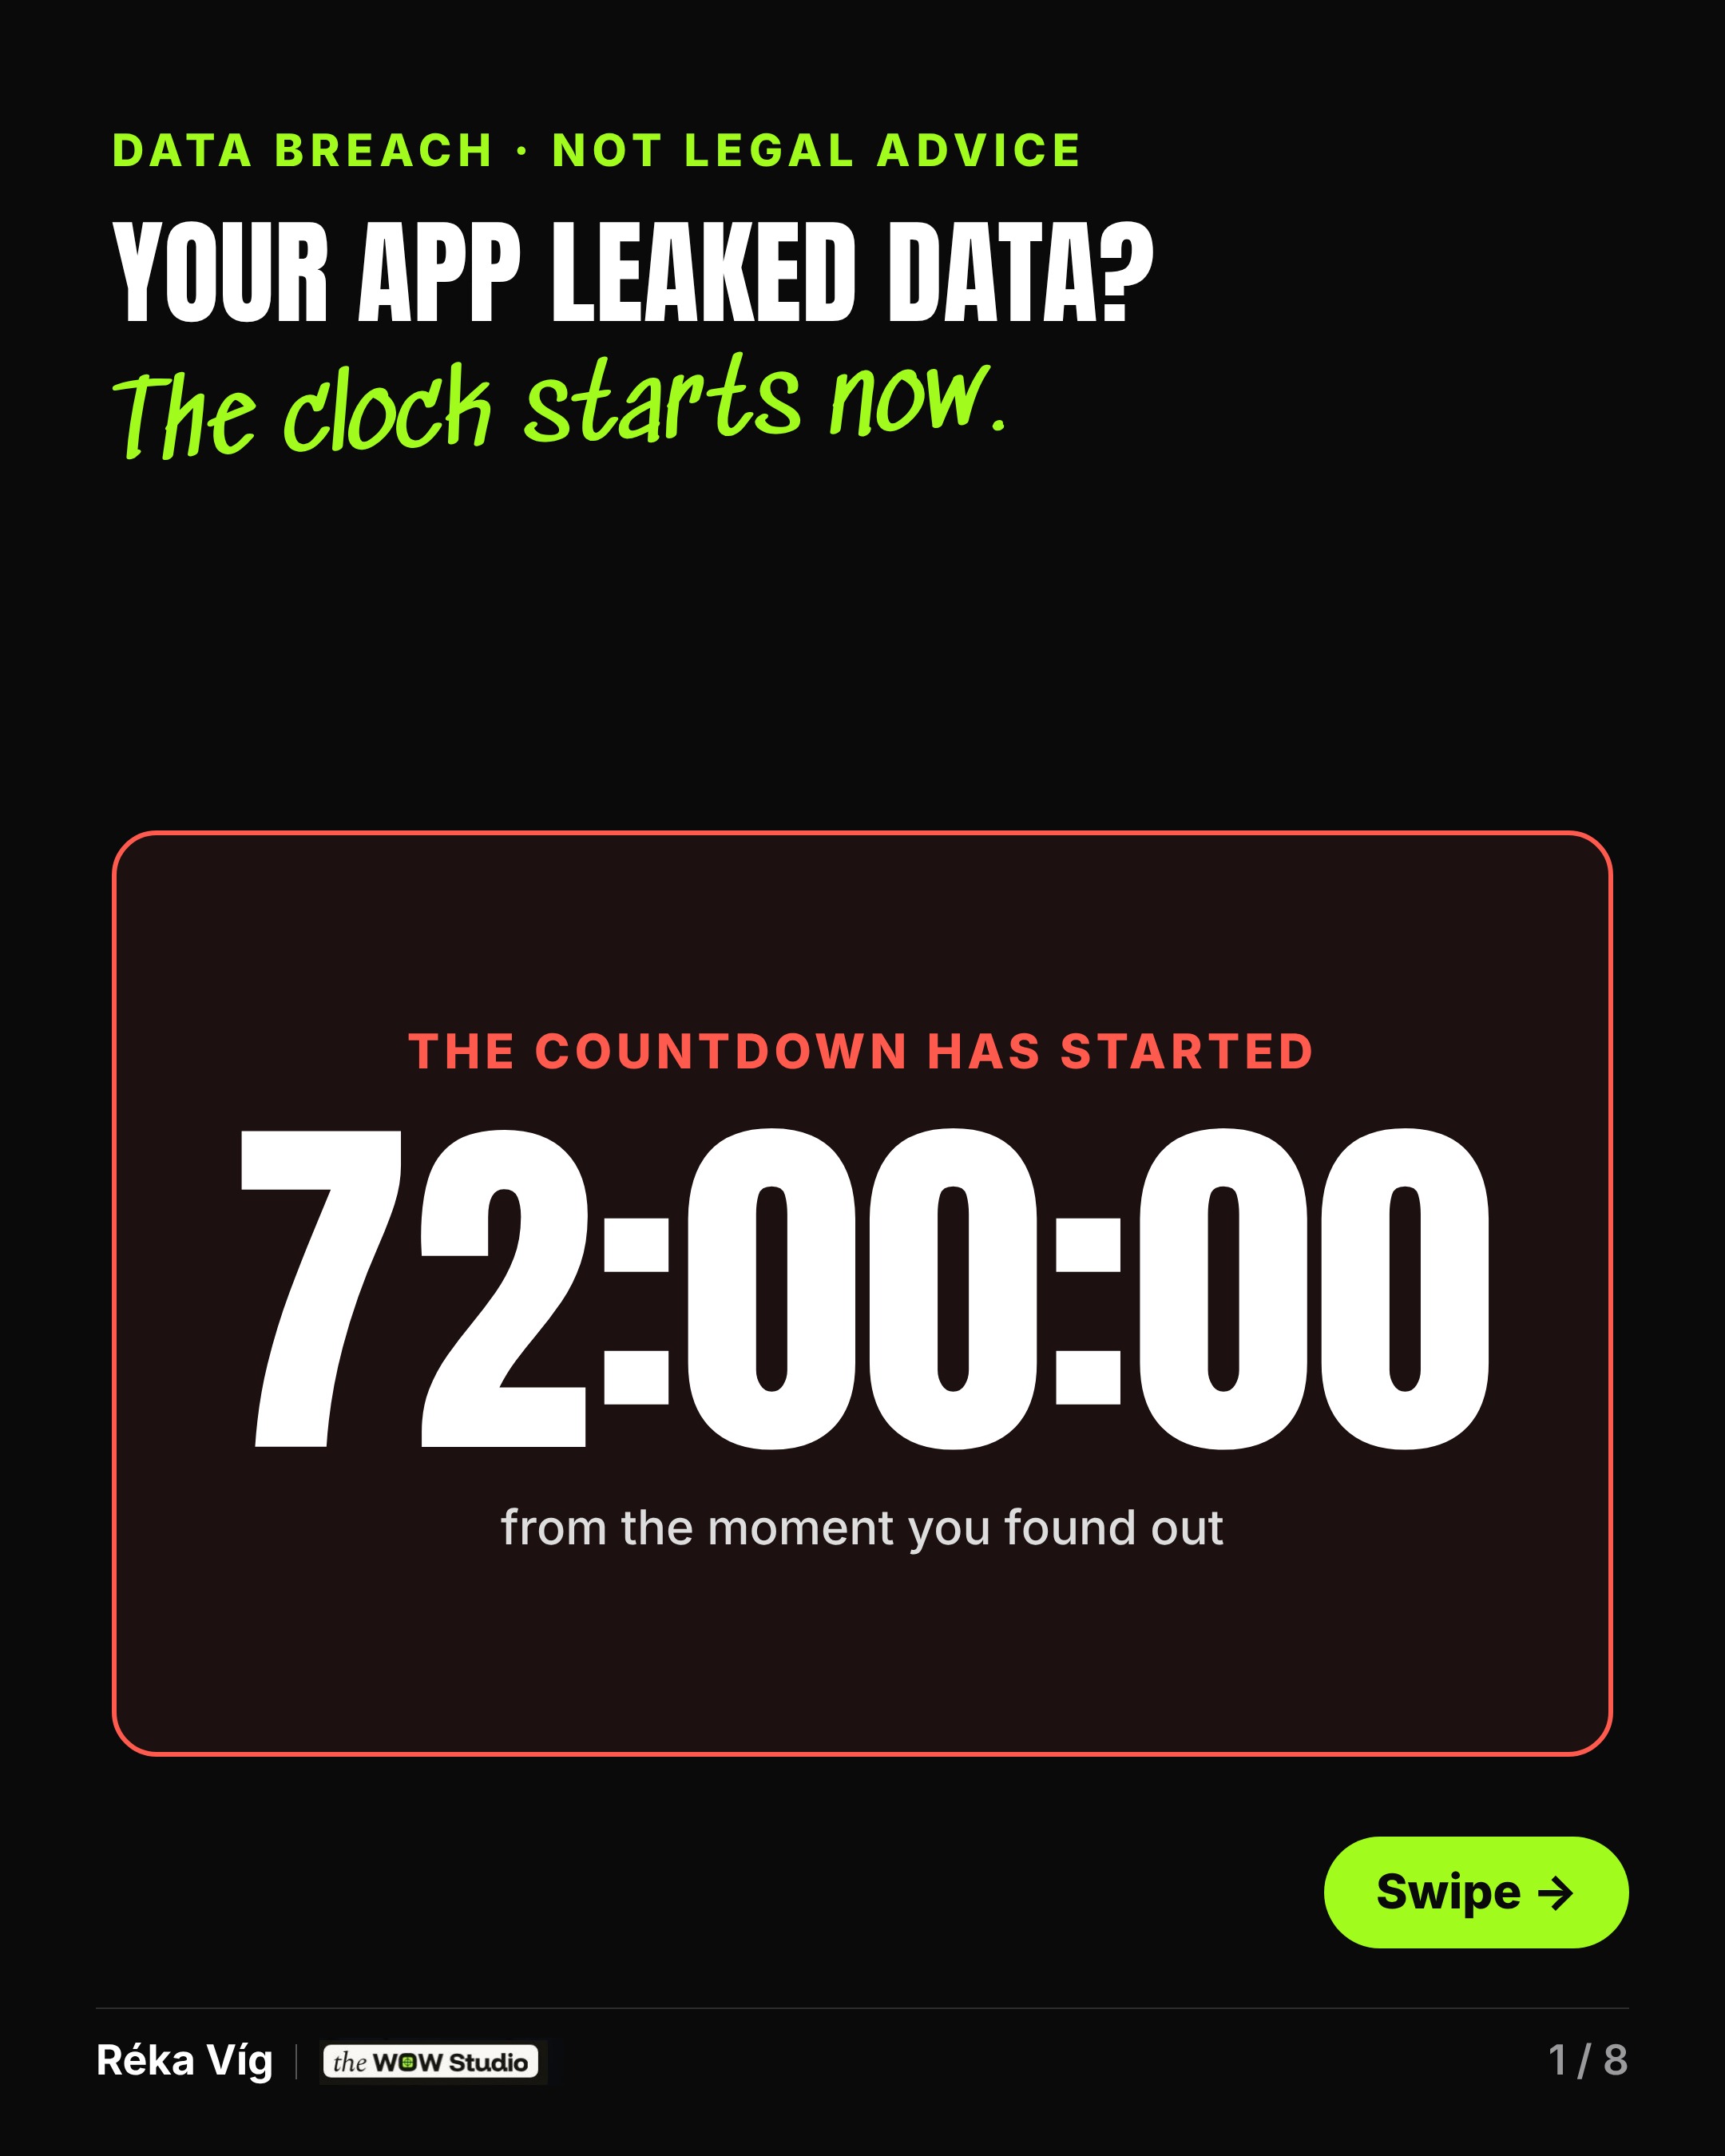 DATA BREACH · NOT LEGAL ADVICE
YOUR APP LEAKED DATA?
The clock starts now.
THE COUNTDOWN HAS STARTED
72:00:00
from the moment you found out
Swipe →
Réka Víg | the WOW Studio
1 / 8